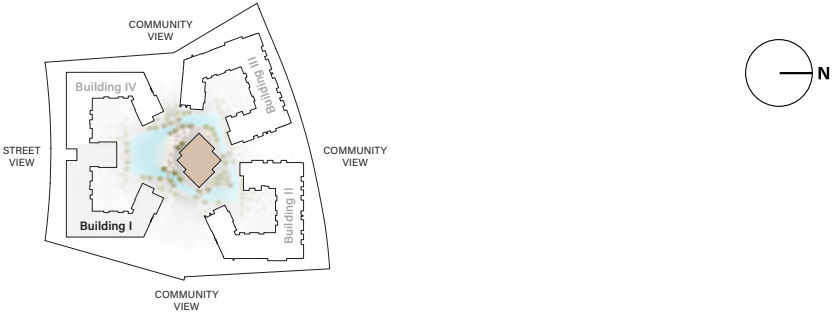 COMMUNITY
VIEW
Building IV
Building III
N
STREET
VIEW
COMMUNITY
VIEW
Building I
Building II
COMMUNITY
VIEW